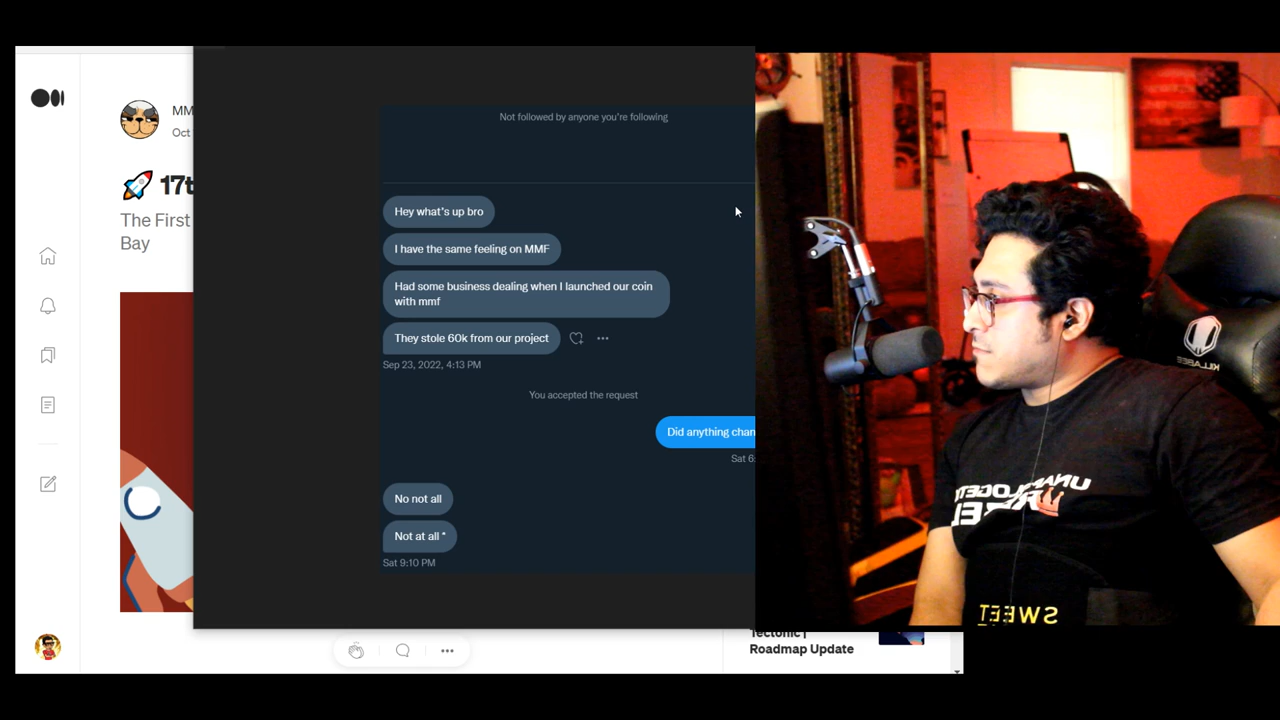 MM
Oct
🚀 17t
The First
Bay
Not followed by anyone you're following
Hey what's up bro
I have the same feeling on MMF
Had some business dealing when I launched our coin
with mmf
They stole 60k from our project
Sep 23, 2022, 4:13 PM
You accepted the request
Did anything chan
Sat 6:
No not all
Not at all *
Sat 9:10 PM
Tectonic |
Roadmap Update
UNAPOLOGET
SWEET